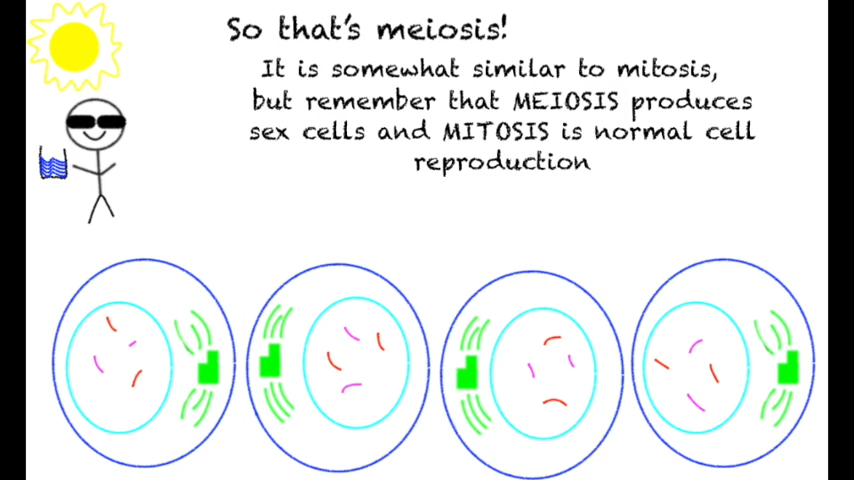 So that's meiosis!
It is somewhat similar to mitosis,
but remember that MEIOSIS produces
sex cells and MITOSIS is normal cell
reproduction